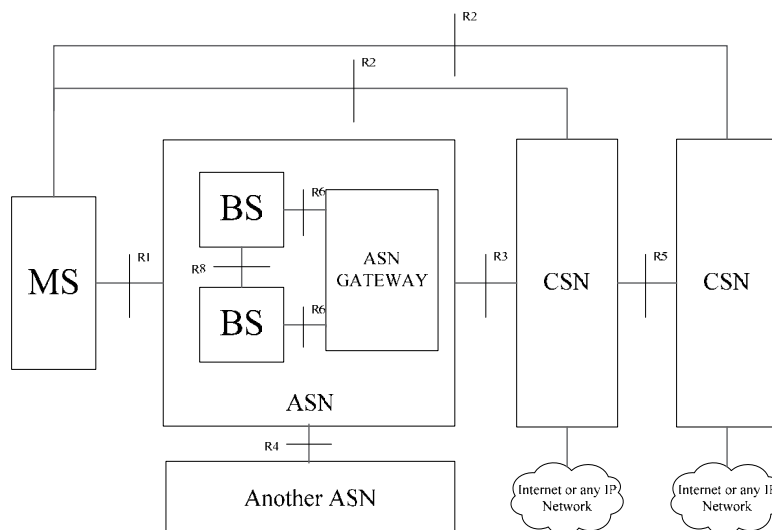 R2
R2
BS
R6
ASN
GATEWAY
MS
R1
R8
R3
CSN
R5
CSN
BS
R6
ASN
R4
Another ASN
Internet or any IP
Network
Internet or any IP
Network